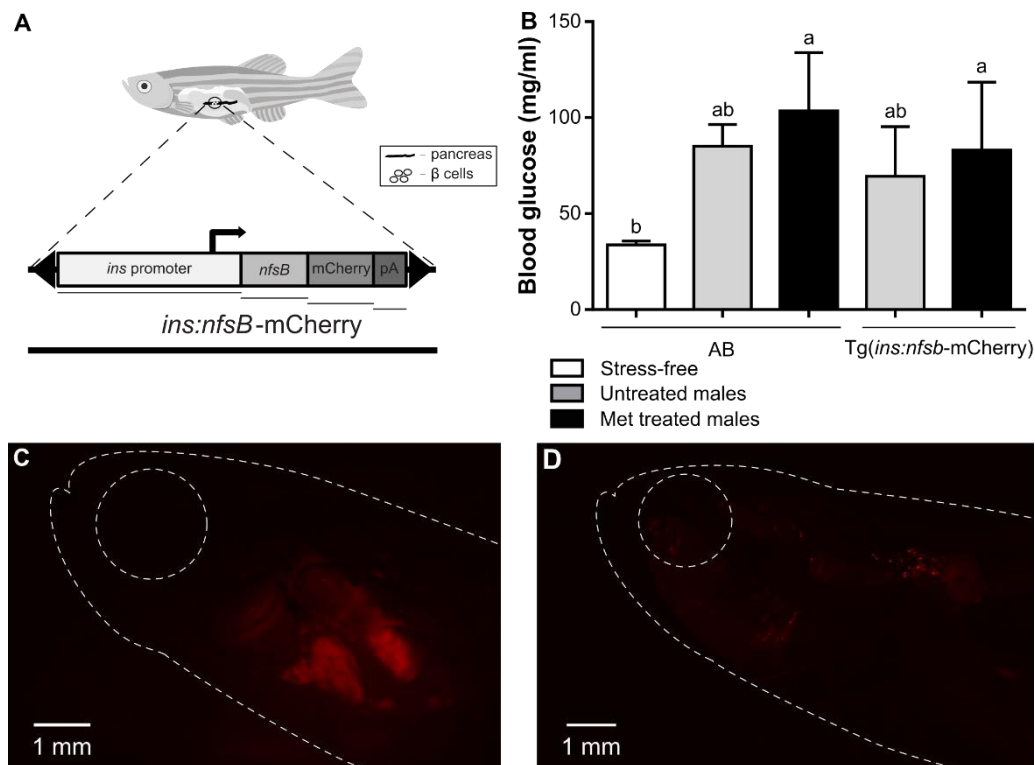 A
– pancreas
– β cells
ins promoter
nfsB
mCherry
pA
ins:nfsB-mCherry
B
Blood glucose (mg/ml)
150
100
50
0
b
ab
a
ab
a
AB
Tg(ins:nfsb-mCherry)
Stress-free
Untreated males
Met treated males
C
1 mm
D
1 mm